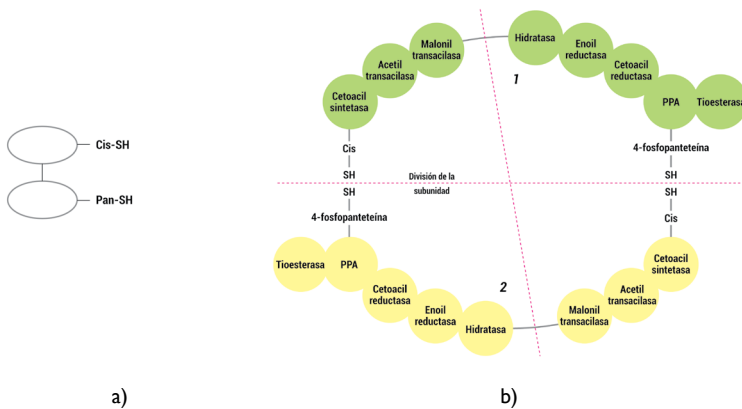 Cis-SH
Pan-SH
a)
Malonil
transacilasa
Acetil
transacilasa
Cetoacil
sintetasa
Hidratasa
Enoil
reductasa
Cetoacil
reductasa
PPA
Tioesterasa
1
Cis
SH
4-fosfopanteteína
SH
División de la
subunidad
SH
4-fosfopanteteína
SH
Cis
Tioesterasa
PPA
Cetoacil
reductasa
Enoil
reductasa
Hidratasa
2
Malonil
transacilasa
Acetil
transacilasa
Cetoacil
sintetasa
b)